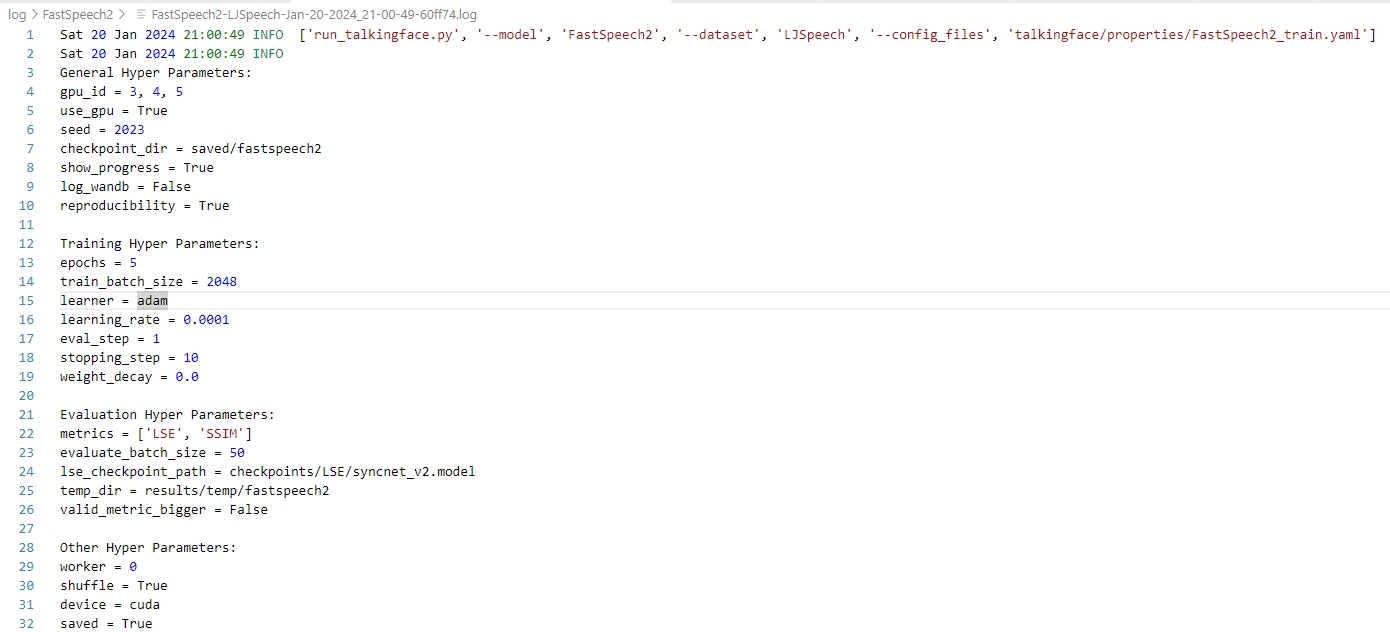 log > FastSpeech2 > FastSpeech2-LJSpeech-Jan-20-2024_21-00-49-60ff74.log
1 Sat 20 Jan 2024 21:00:49 INFO ['run_talkingface.py', '--model', 'FastSpeech2', '--dataset', 'LJSpeech', '--config_files', 'talkingface/properties/FastSpeech2_train.yaml']
2 Sat 20 Jan 2024 21:00:49 INFO
3 General Hyper Parameters:
4 gpu_id = 3, 4, 5
5 use_gpu = True
6 seed = 2023
7 checkpoint_dir = saved/fastspeech2
8 show_progress = True
9 log_wandb = False
10 reproducibility = True
11
12 Training Hyper Parameters:
13 epochs = 5
14 train_batch_size = 2048
15 learner = adam
16 learning_rate = 0.0001
17 eval_step = 1
18 stopping_step = 10
19 weight_decay = 0.0
20
21 Evaluation Hyper Parameters:
22 metrics = ['LSE', 'SSIM']
23 evaluate_batch_size = 50
24 lse_checkpoint_path = checkpoints/LSE/syncnet_v2.model
25 temp_dir = results/temp/fastspeech2
26 valid_metric_bigger = False
27
28 Other Hyper Parameters:
29 worker = 0
30 shuffle = True
31 device = cuda
32 saved = True